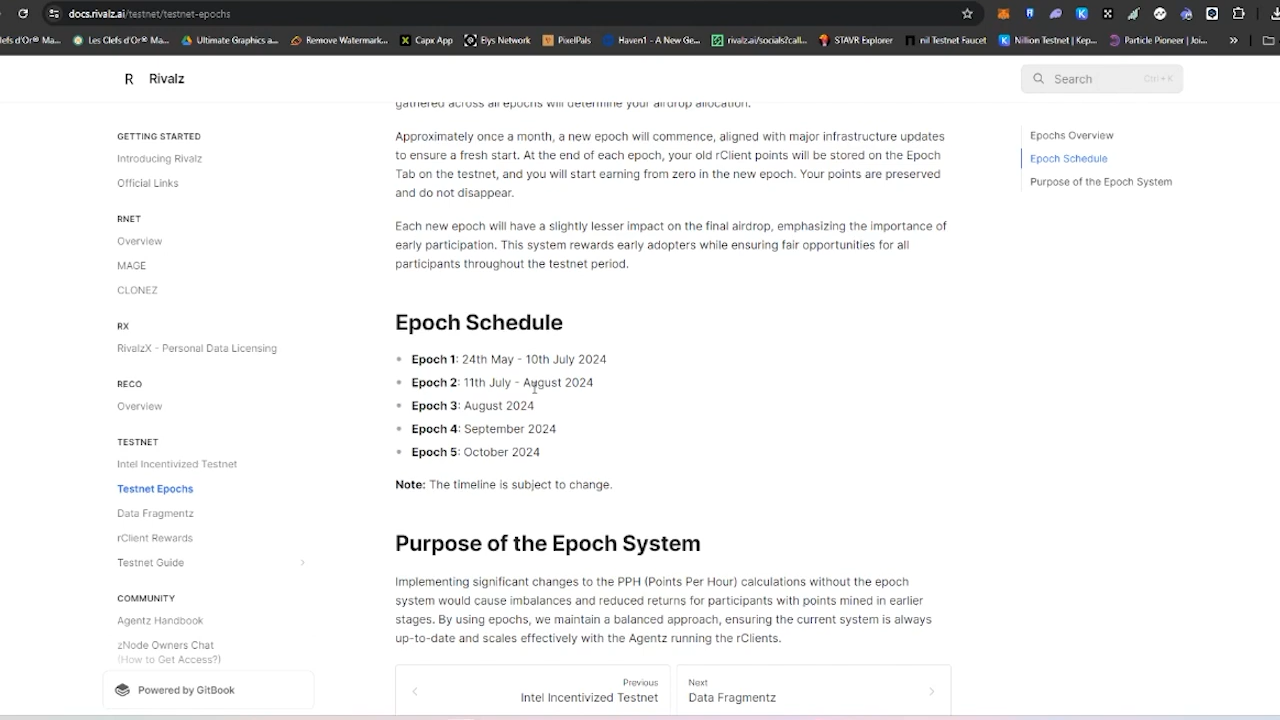 docs.rivalz.ai/testnet/testnet-epochs
lefs d'Or® Ma...
Les Clefs d'Or® Ma...
Ultimate Graphics a...
Remove Watermark...
Capx App
Elys Network
PixelPals
Haven1 - A New Ge...
rivalz.ai/socials?call...
STAVR Explorer
nil Testnet Faucet
Nillion Testnet | Kep...
Particle Pioneer | Joi...
»
R Rivalz
Search Ctrl + K
GETTING STARTED
Introducing Rivalz
Official Links
RNET
Overview
MAGE
CLONEZ
RX
RivalzX - Personal Data Licensing
RECO
Overview
TESTNET
Intel Incentivized Testnet
Testnet Epochs
Data Fragmentz
rClient Rewards
Testnet Guide
COMMUNITY
Agentz Handbook
zNode Owners Chat
(How to Get Access?)
Powered by GitBook
gathered across all epochs will determine your airdrop allocation.
Approximately once a month, a new epoch will commence, aligned with major infrastructure updates
to ensure a fresh start. At the end of each epoch, your old rClient points will be stored on the Epoch
Tab on the testnet, and you will start earning from zero in the new epoch. Your points are preserved
and do not disappear.
Each new epoch will have a slightly lesser impact on the final airdrop, emphasizing the importance of
early participation. This system rewards early adopters while ensuring fair opportunities for all
participants throughout the testnet period.
Epoch Schedule
Epoch 1: 24th May - 10th July 2024
Epoch 2: 11th July - August 2024
Epoch 3: August 2024
Epoch 4: September 2024
Epoch 5: October 2024
Note: The timeline is subject to change.
Purpose of the Epoch System
Implementing significant changes to the PPH (Points Per Hour) calculations without the epoch
system would cause imbalances and reduced returns for participants with points mined in earlier
stages. By using epochs, we maintain a balanced approach, ensuring the current system is always
up-to-date and scales effectively with the Agentz running the rClients.
Previous
Intel Incentivized Testnet
Next
Data Fragmentz
Epochs Overview
Epoch Schedule
Purpose of the Epoch System